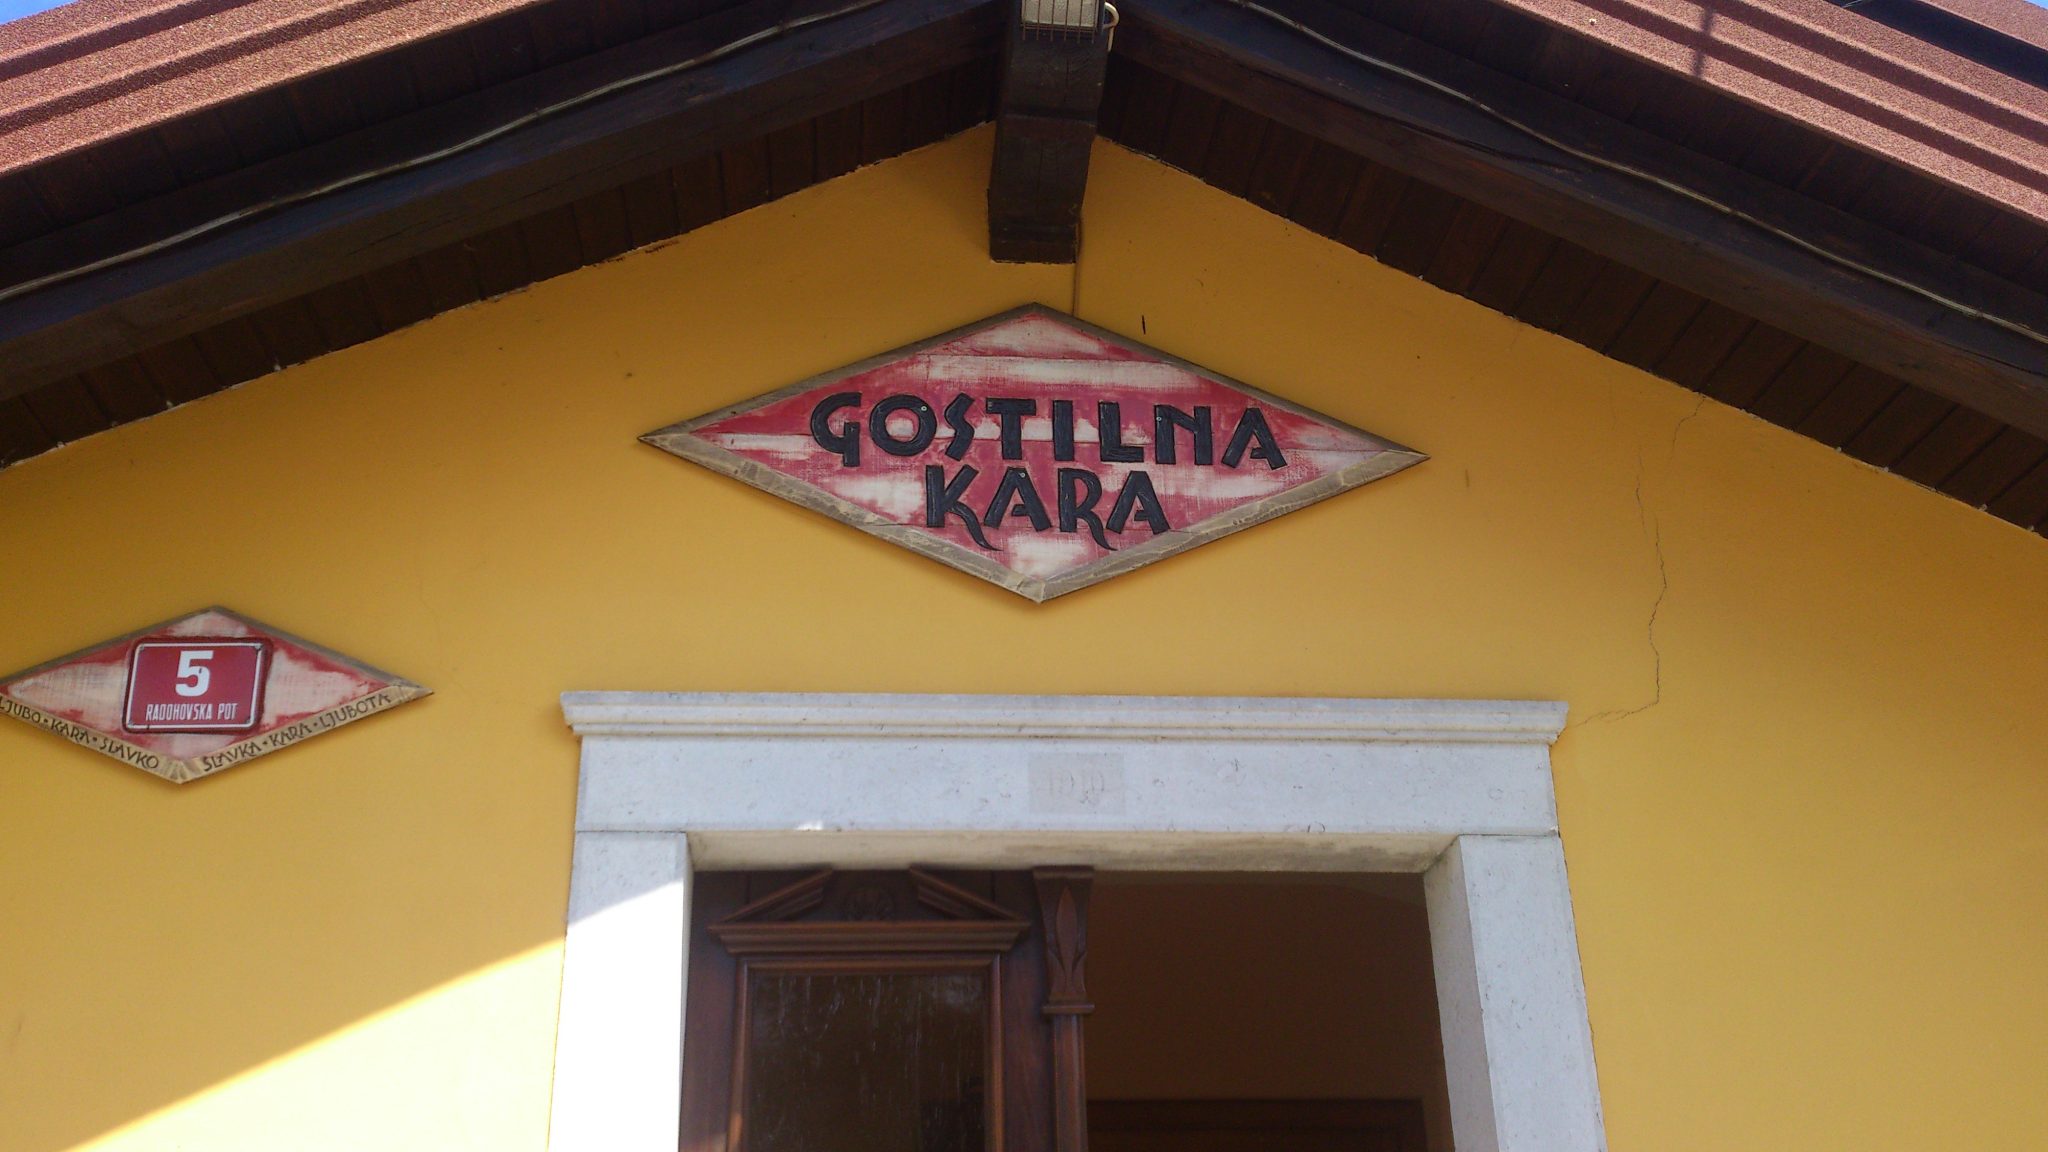 GOSTILNA
KARA
5
RADOHOVSKA POT
LJUBO • KARA • SLAVKO
SLAVKA • KARA • LJUBOTA